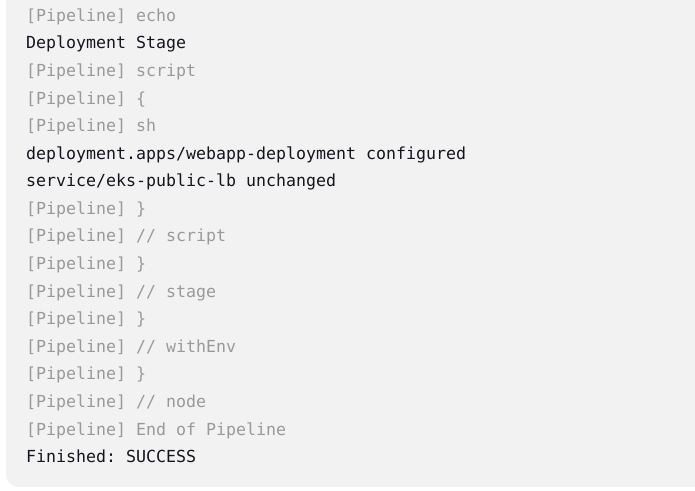 [Pipeline] echo
Deployment Stage
[Pipeline] script
[Pipeline] {
[Pipeline] sh
deployment.apps/webapp-deployment configured
service/eks-public-lb unchanged
[Pipeline] }
[Pipeline] // script
[Pipeline] }
[Pipeline] // stage
[Pipeline] }
[Pipeline] // withEnv
[Pipeline] }
[Pipeline] // node
[Pipeline] End of Pipeline
Finished: SUCCESS